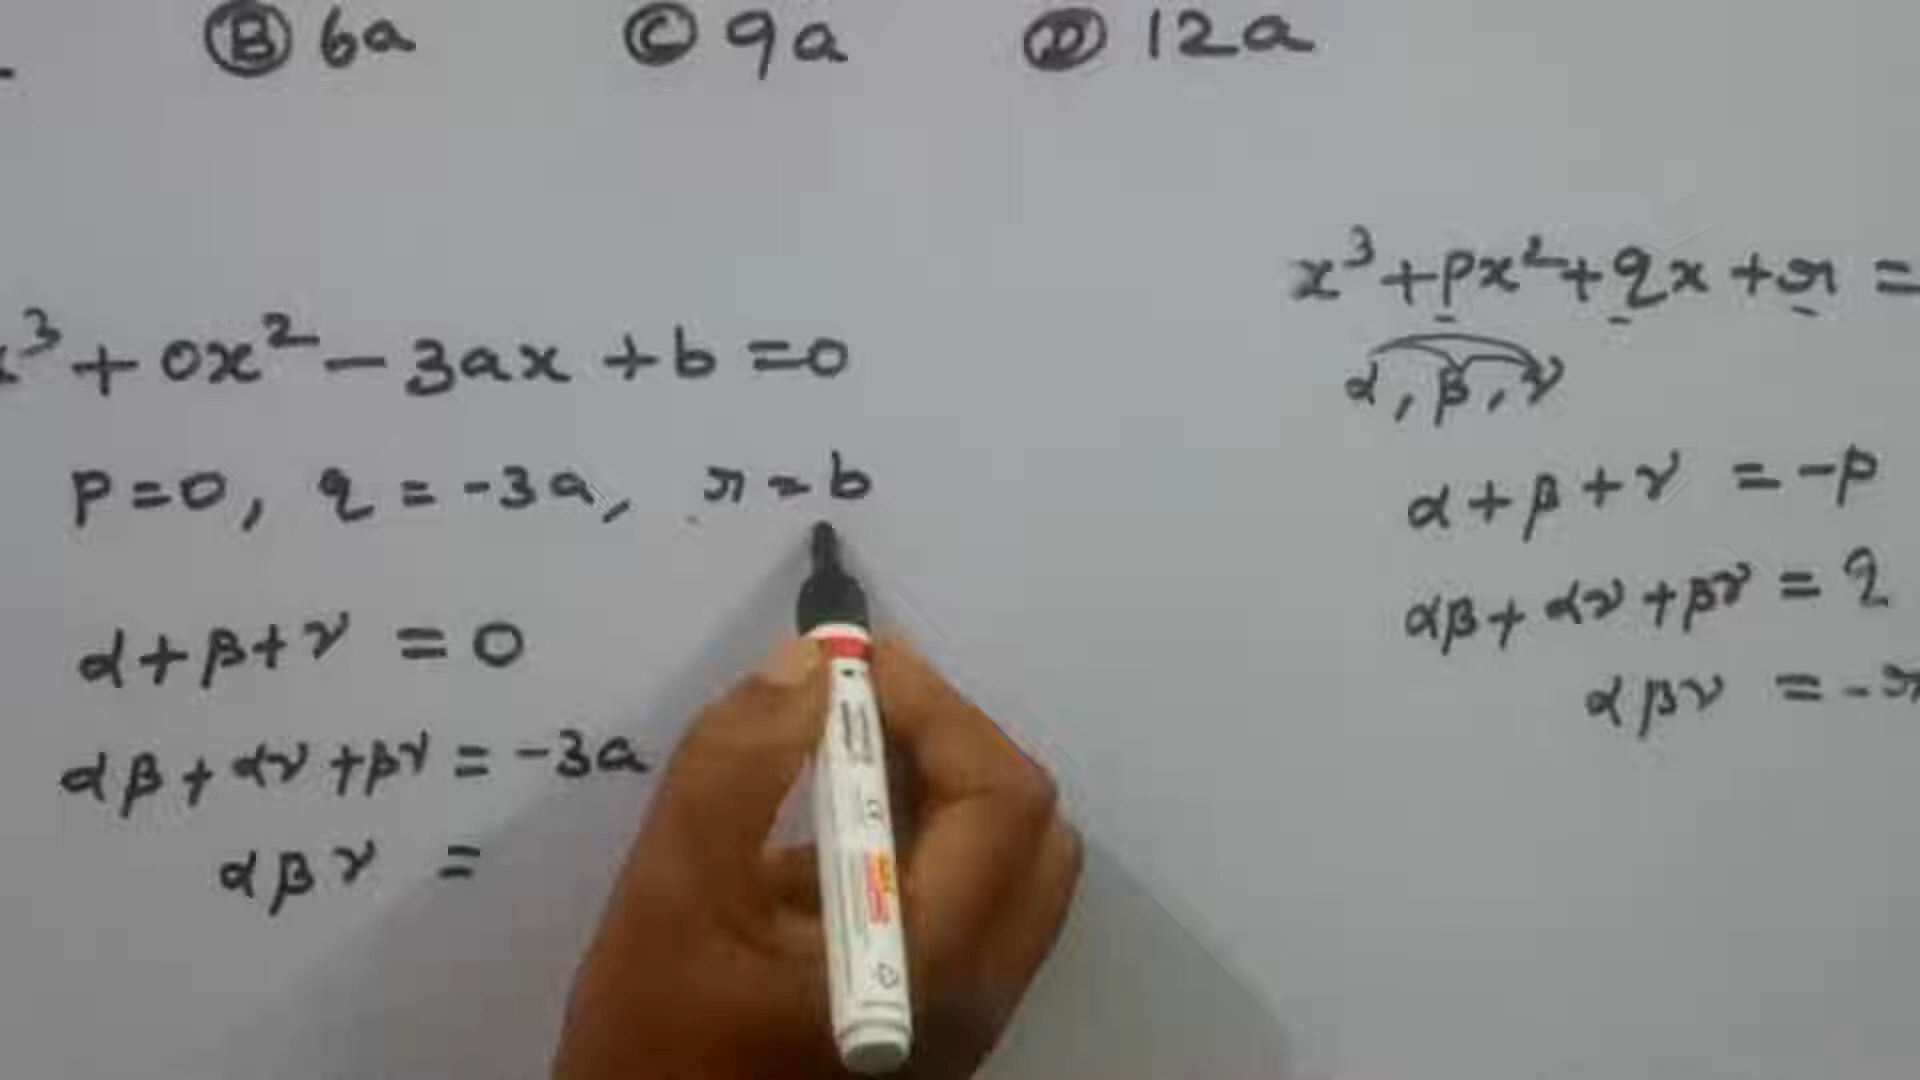 Ⓑ 6a Ⓒ 9a Ⓓ 12a
x³ + px² + qx + r =
x³ + 0x² - 3ax + b = 0
α, β, γ
p = 0, q = -3a, r = b
α + β + γ = -p
α + β + γ = 0
αβ + αγ + βγ = q
αβ + αγ + βγ = -3a
αβγ = -r
αβγ =